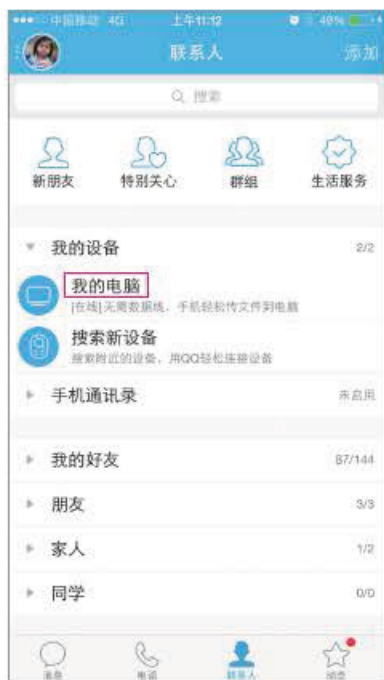 中国移动 4G 上午11:12 49%
联系人 添加
搜索
新朋友 特别关心 群组 生活服务
我的设备 2/2
我的电脑
[在线]无需数据线，手机轻松传文件到电脑
搜索新设备
搜索附近的设备，用QQ轻松连接设备
手机通讯录 未启用
我的好友 87/144
朋友 3/3
家人 1/2
同学 0/0
消息 电话 联系人 动态